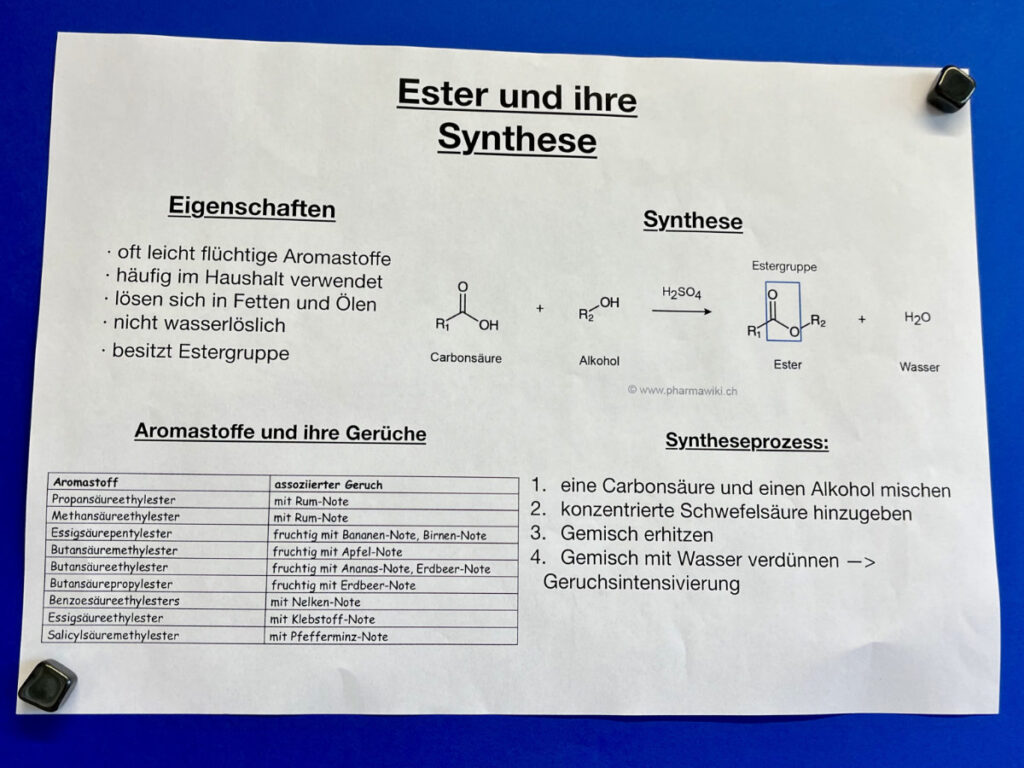 Ester und ihre
Synthese
Eigenschaften
· oft leicht flüchtige Aromastoffe
· häufig im Haushalt verwendet
· lösen sich in Fetten und Ölen
· nicht wasserlöslich
· besitzt Estergruppe
Synthese
Estergruppe
O
R1
OH
+
R2
OH
H2SO4
O
R1
O
R2
+
H2O
Carbonsäure
Alkohol
Ester
Wasser
© www.pharmawiki.ch
Aromastoffe und ihre Gerüche
Aromastoff assoziierter Geruch
Propansäureethylester mit Rum-Note
Methansäureethylester mit Rum-Note
Essigsäurepentylester fruchtig mit Bananen-Note, Birnen-Note
Butansäuremethylester fruchtig mit Apfel-Note
Butansäureethylester fruchtig mit Ananas-Note, Erdbeer-Note
Butansäurepropylester fruchtig mit Erdbeer-Note
Benzoesäureethylesters mit Nelken-Note
Essigsäureethylester mit Klebstoff-Note
Salicylsäuremethylester mit Pfefferminz-Note
Syntheseprozess:
1. eine Carbonsäure und einen Alkohol mischen
2. konzentrierte Schwefelsäure hinzugeben
3. Gemisch erhitzen
4. Gemisch mit Wasser verdünnen —>
Geruchsintensivierung